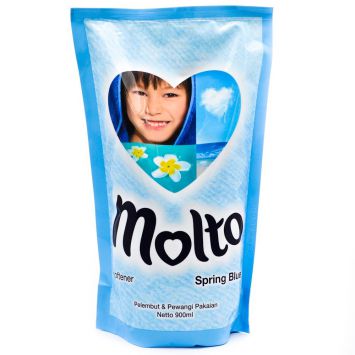 Molto
oftener
Spring Blue
Pelembut & Pewangi Pakaian
Netto 900ml